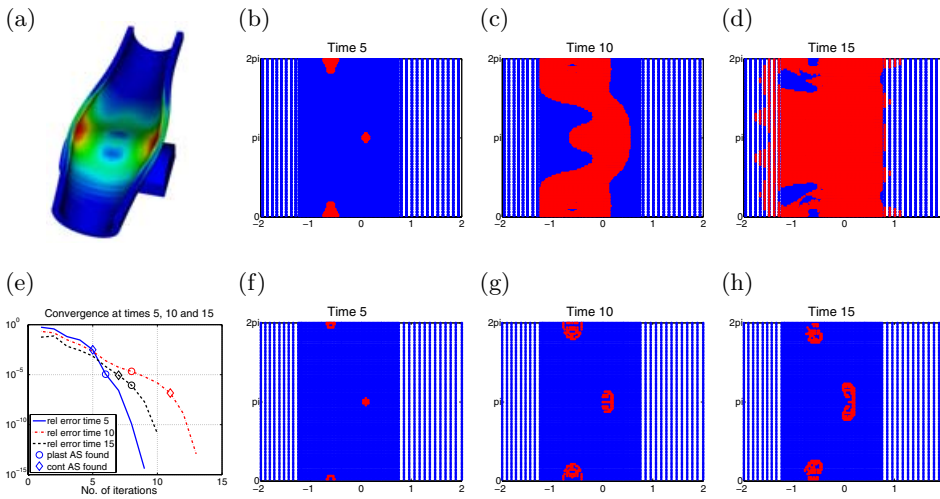 (a)
(b)
(c)
(d)
Time 5
Time 10
Time 15
2pi
pi
0
−2 −1 0 1 2
2pi
pi
0
−2 −1 0 1 2
2pi
pi
0
−2 −1 0 1
(e)
(f)
(g)
(h)
Convergence at times 5, 10 and 15
10^0
10^−5
10^−10
10^−15
0 5 10 15
No. of iterations
rel error time 5
rel error time 10
rel error time 15
plast AS found
cont AS found
Time 5
Time 10
Time 15
2pi
pi
0
−2 −1 0 1 2
2pi
pi
0
−2 −1 0 1 2
2pi
pi
0
−2 −1 0 1 2